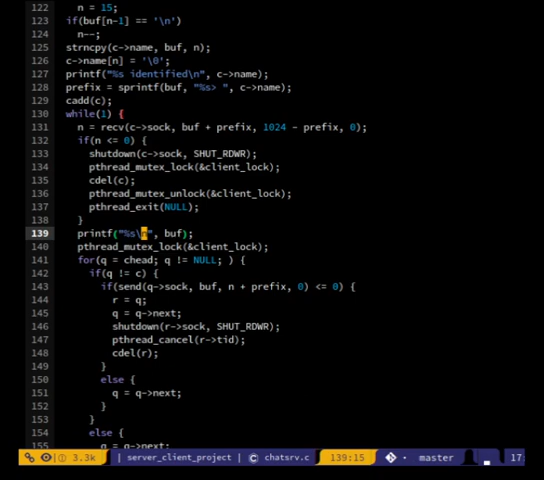 122 n = 15;
123 if(buf[n-1] == '\n')
124 n--;
125 strncpy(c->name, buf, n);
126 c->name[n] = '\0';
127 printf("%s identified\n", c->name);
128 prefix = sprintf(buf, "%s> ", c->name);
129 cadd(c);
130 while(1) {
131 n = recv(c->sock, buf + prefix, 1024 - prefix, 0);
132 if(n <= 0) {
133 shutdown(c->sock, SHUT_RDWR);
134 pthread_mutex_lock(&client_lock);
135 cdel(c);
136 pthread_mutex_unlock(&client_lock);
137 pthread_exit(NULL);
138 }
139 printf("%s\n", buf);
140 pthread_mutex_lock(&client_lock);
141 for(q = chead; q != NULL; ) {
142 if(q != c) {
143 if(send(q->sock, buf, n + prefix, 0) <= 0) {
144 r = q;
145 q = q->next;
146 shutdown(r->sock, SHUT_RDWR);
147 pthread_cancel(r->tid);
148 cdel(r);
149 }
150 else {
151 q = q->next;
152 }
153 }
154 else {
155 q = q->next;
3.3k | server_client_project | chatsrv.c 139:15 master 17